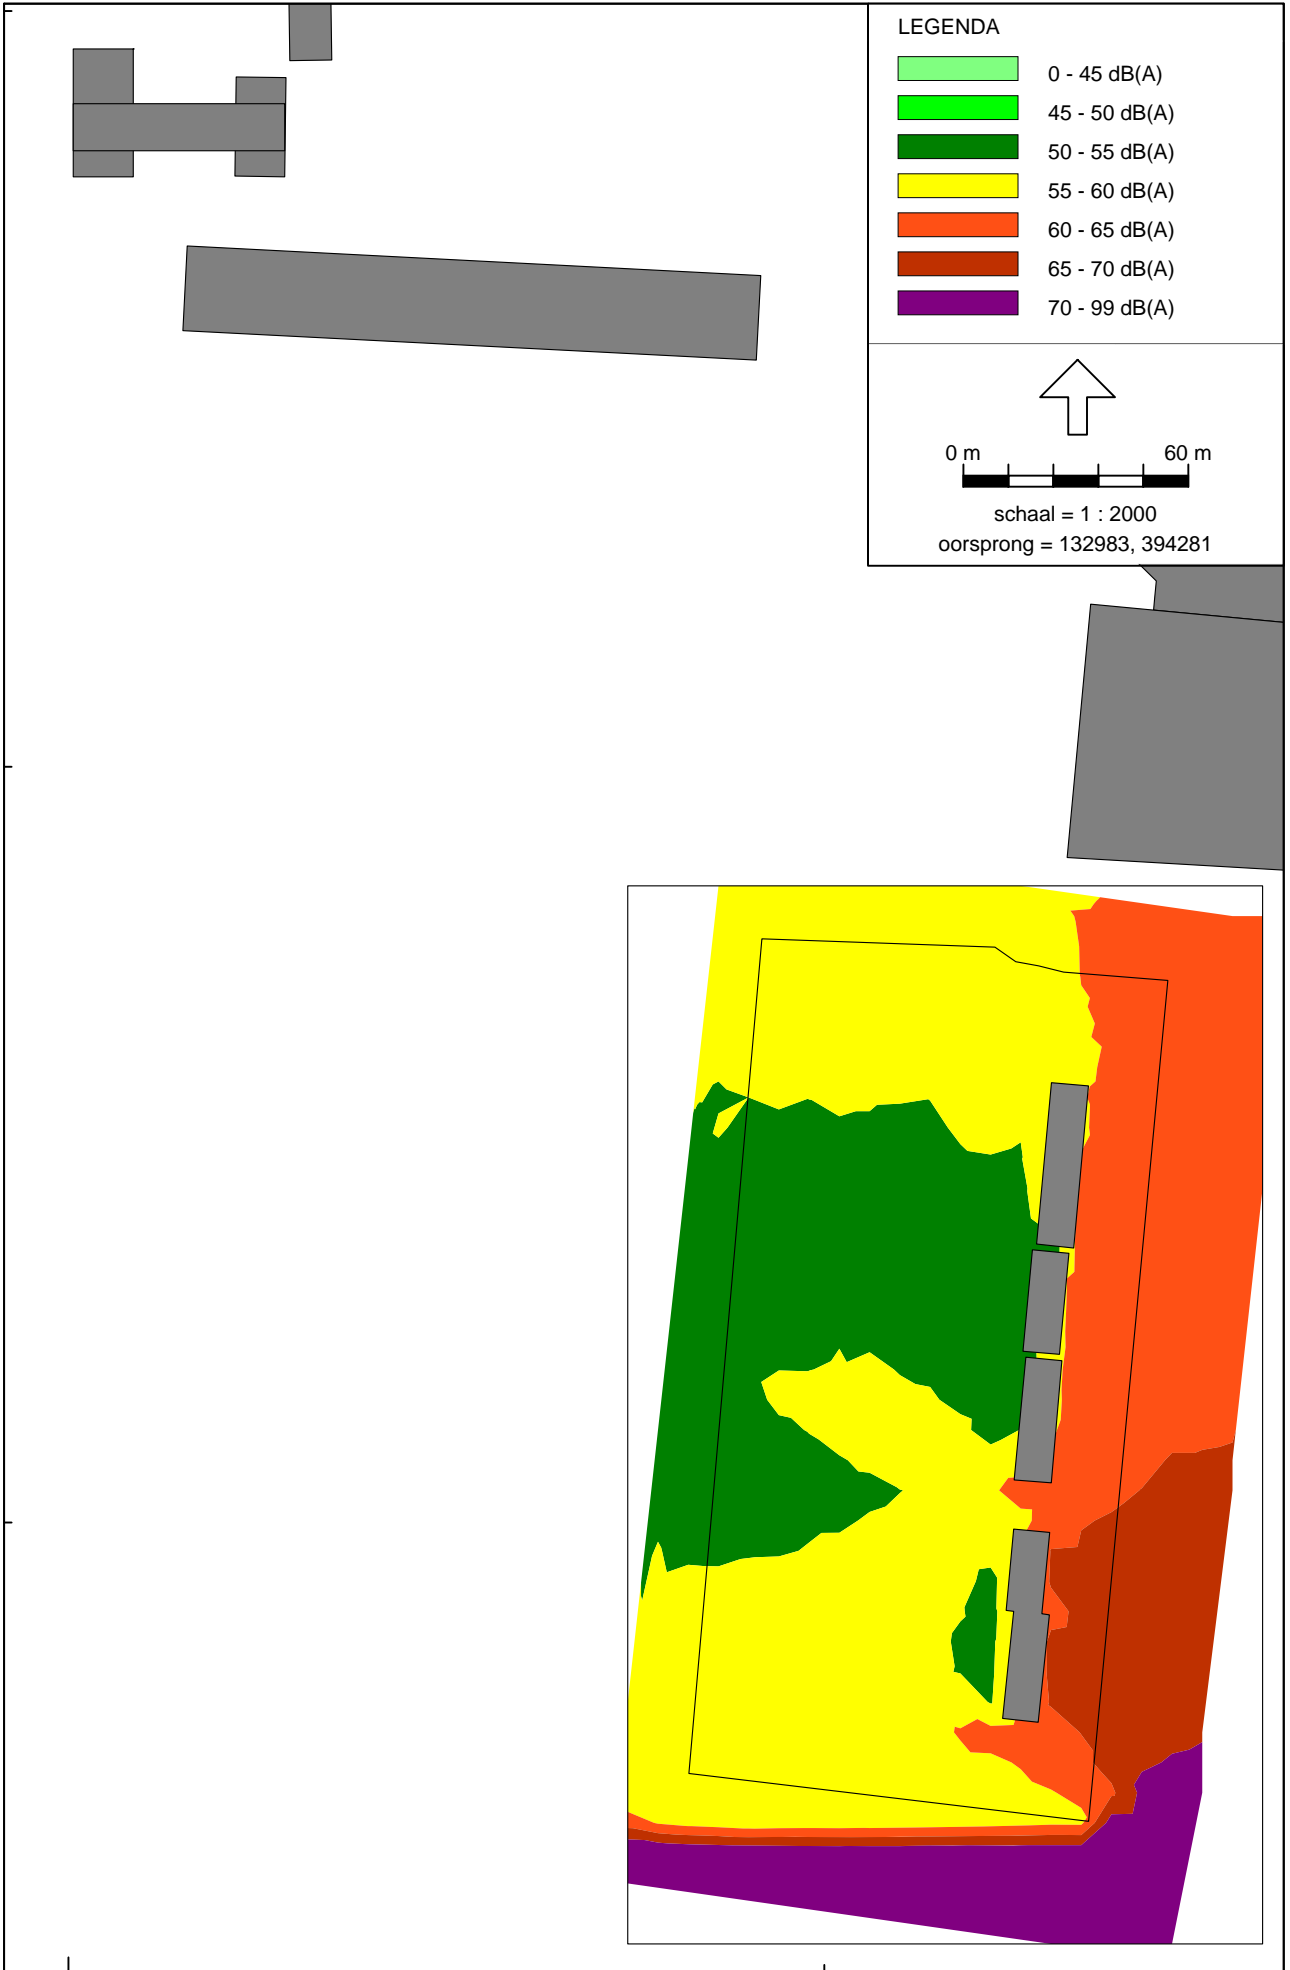 LEGENDA
0 - 45 dB(A)
45 - 50 dB(A)
50 - 55 dB(A)
55 - 60 dB(A)
60 - 65 dB(A)
65 - 70 dB(A)
70 - 99 dB(A)
0 m 60 m
schaal = 1 : 2000
oorsprong = 132983, 394281